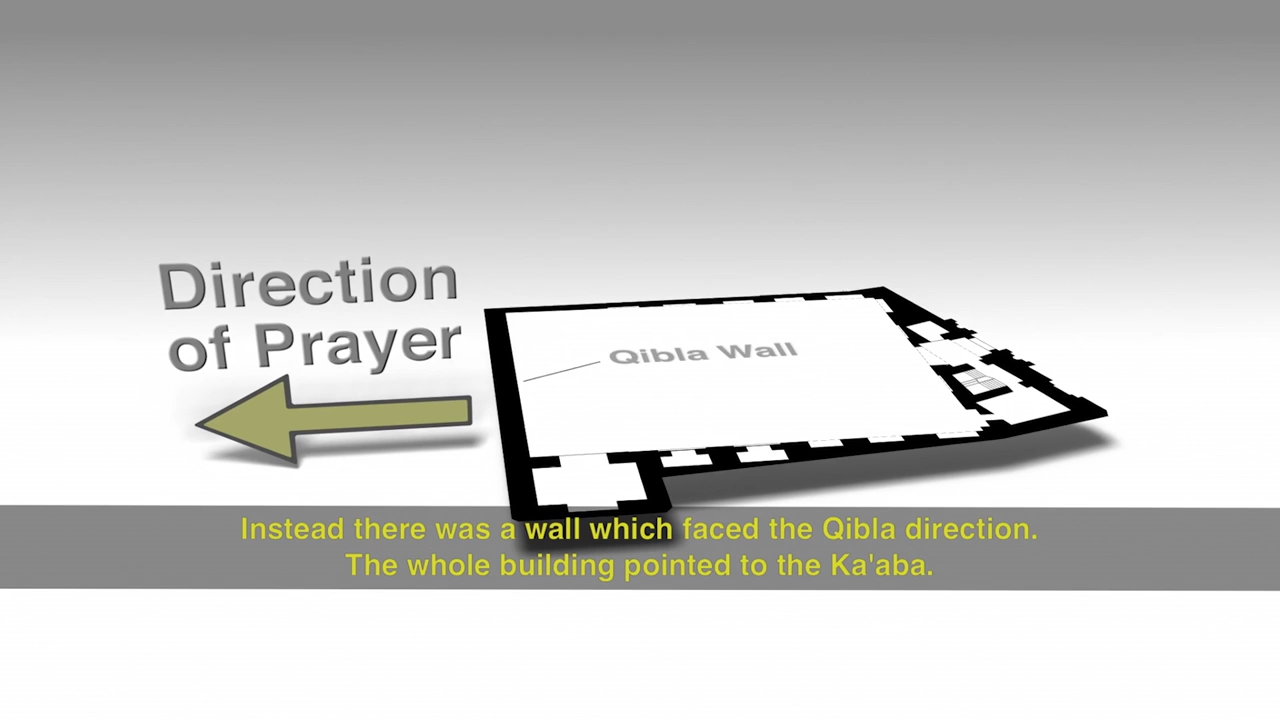 Direction
of Prayer
Qibla Wall
Instead there was a wall which faced the Qibla direction.
The whole building pointed to the Ka'aba.